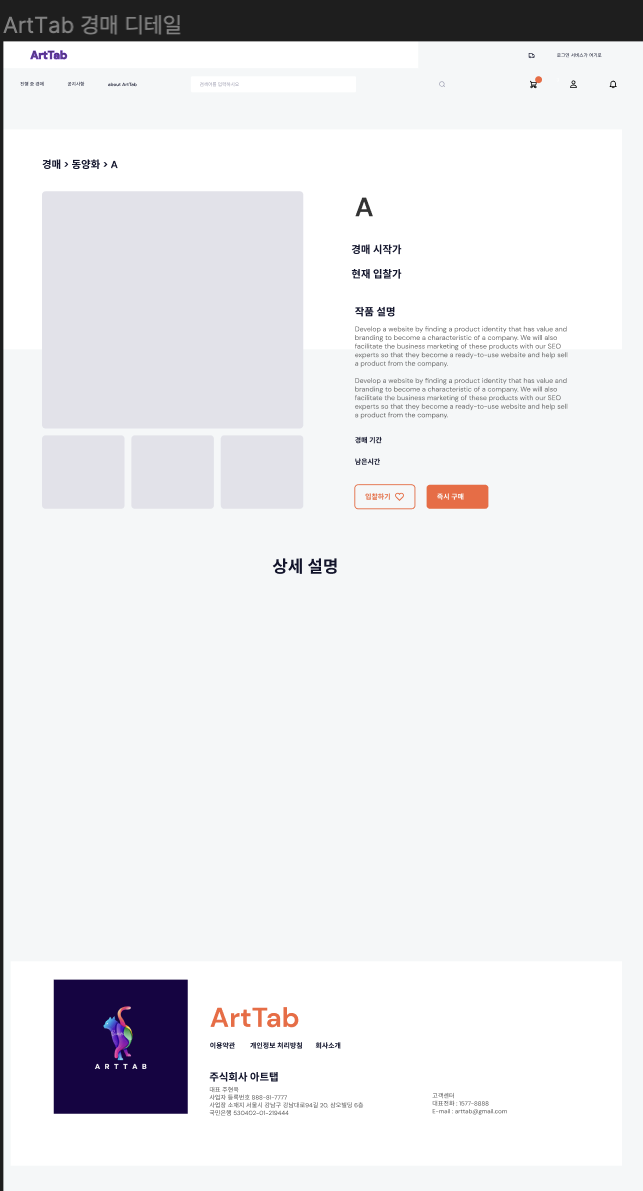 ArtTab 경매 디테일
ArtTab
로그인 서비스가 여기로
진행 중 경매
공지사항
about ArtTab
경매 > 동양화 > A
A
경매 시작가
현재 입찰가
작품 설명
Develop a website by finding a product identity that has value and
branding to become a characteristic of a company. We will also
facilitate the business marketing of these products with our SEO
experts so that they become a ready-to-use website and help sell
a product from the company.
Develop a website by finding a product identity that has value and
branding to become a characteristic of a company. We will also
facilitate the business marketing of these products with our SEO
experts so that they become a ready-to-use website and help sell
a product from the company.
경매 기간
남은시간
입찰하기
즉시 구매
상세 설명
ARTTAB
ArtTab
이용약관
개인정보 처리방침
회사소개
주식회사 아트탭
대표 주현욱
사업자 등록번호 888-81-7777
사업장 소재지 서울시 강남구 강남대로94길 20, 삼오빌딩 6층
국민은행 530402-01-219444
고객센터
대표전화 : 1577-8888
E-mail : arttab@gmail.com